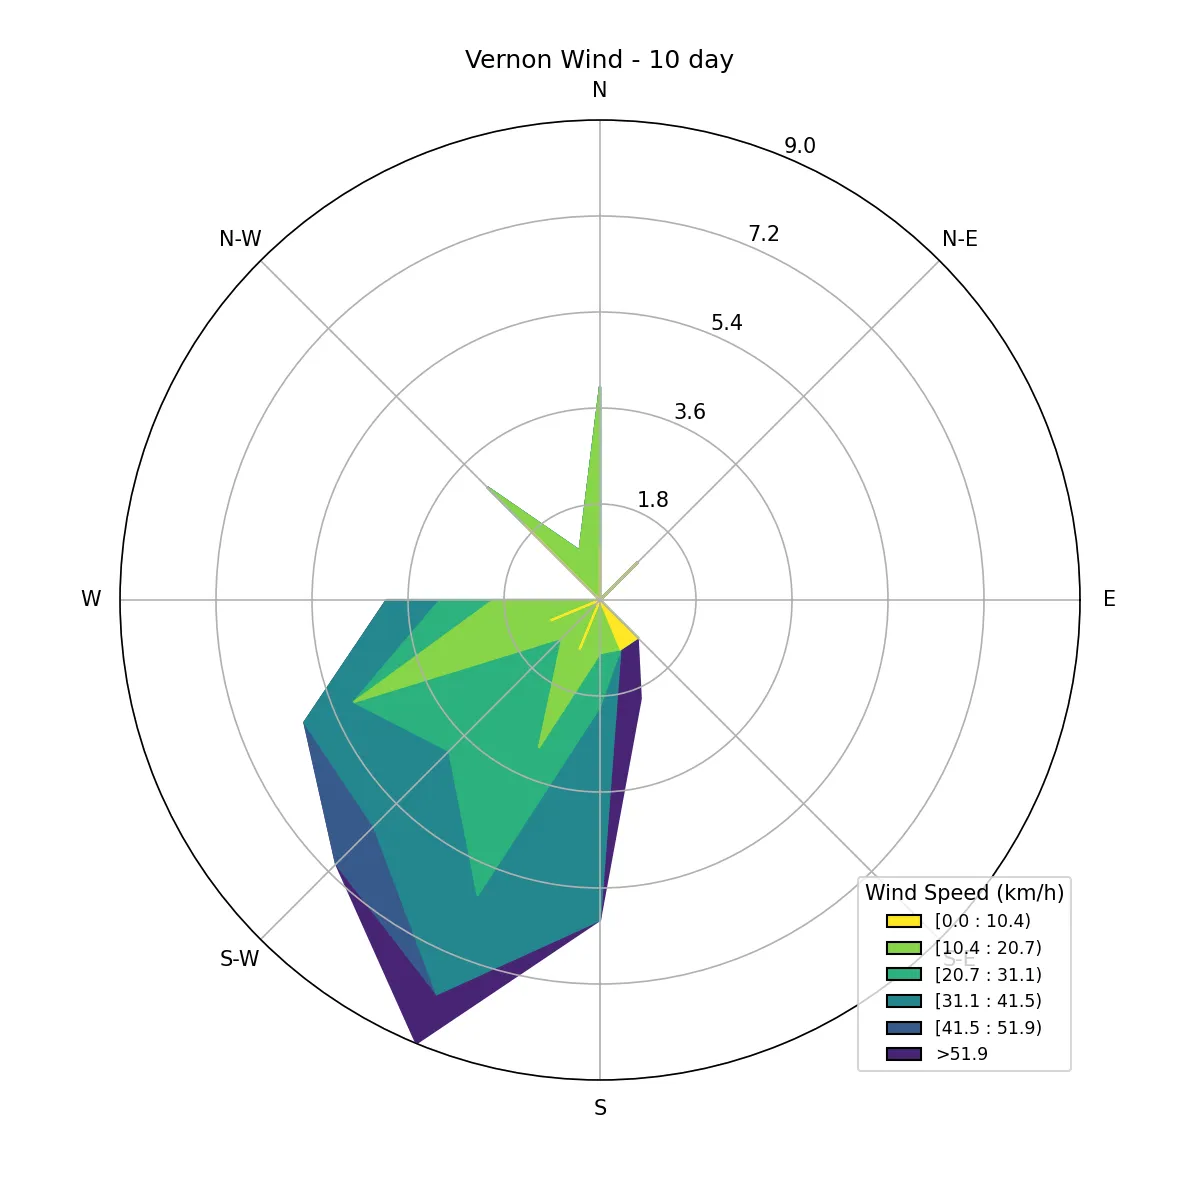 Vernon Wind - 10 day
N
9.0
7.2
N-W
N-E
5.4
3.6
1.8
W
E
S-W
S-E
S
Wind Speed (km/h)
[0.0 : 10.4)
[10.4 : 20.7)
[20.7 : 31.1)
[31.1 : 41.5)
[41.5 : 51.9)
>51.9